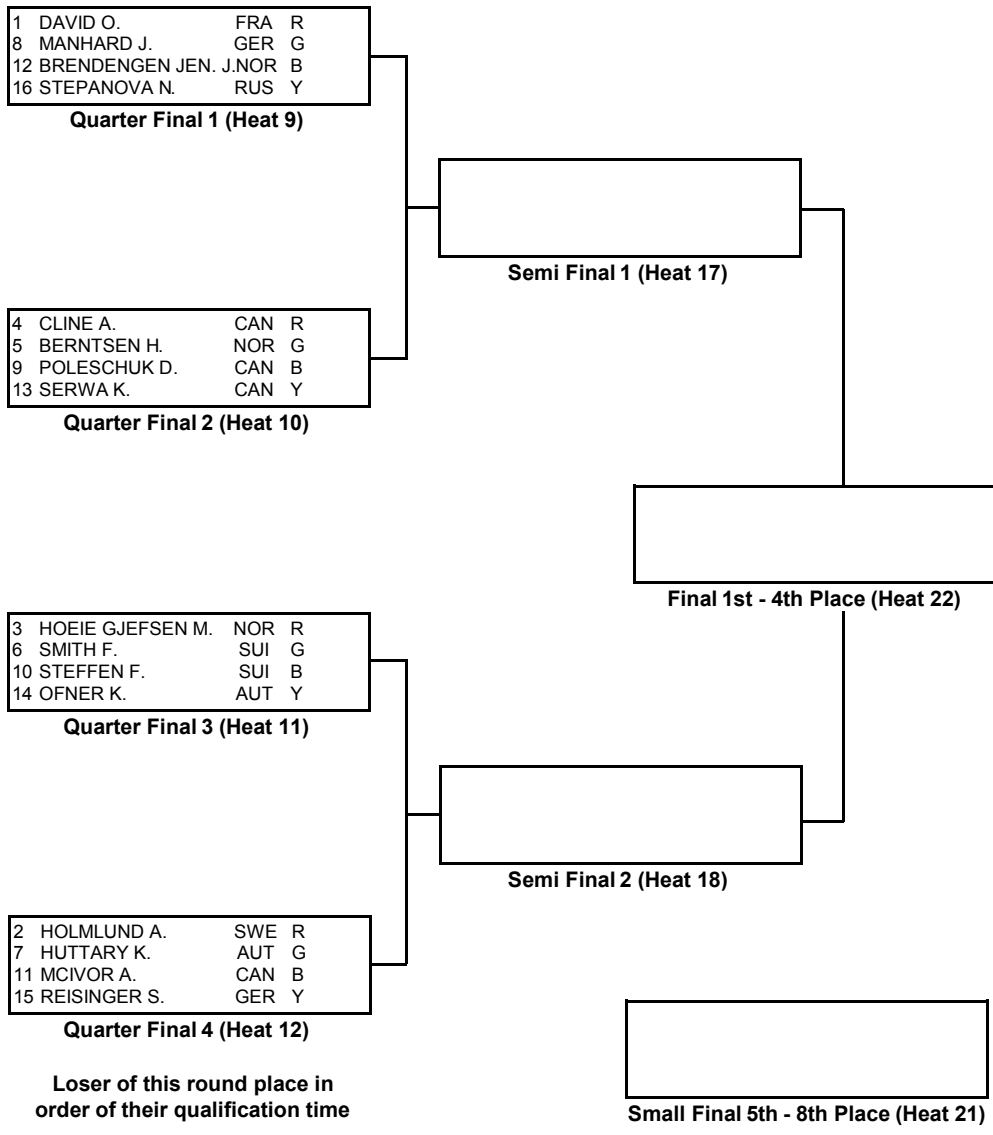 1 DAVID O. FRA R
8 MANHARD J. GER G
12 BRENDENGEN JEN. J.NOR B
16 STEPANOVA N. RUS Y
Quarter Final 1 (Heat 9)
Semi Final 1 (Heat 17)
4 CLINE A. CAN R
5 BERNTSEN H. NOR G
9 POLESCHUK D. CAN B
13 SERWA K. CAN Y
Quarter Final 2 (Heat 10)
Final 1st - 4th Place (Heat 22)
3 HOEIE GJEFSEN M. NOR R
6 SMITH F. SUI G
10 STEFFEN F. SUI B
14 OFNER K. AUT Y
Quarter Final 3 (Heat 11)
Semi Final 2 (Heat 18)
2 HOLMLUND A. SWE R
7 HUTTARY K. AUT G
11 MCIVOR A. CAN B
15 REISINGER S. GER Y
Quarter Final 4 (Heat 12)
Loser of this round place in
order of their qualification time
Small Final 5th - 8th Place (Heat 21)